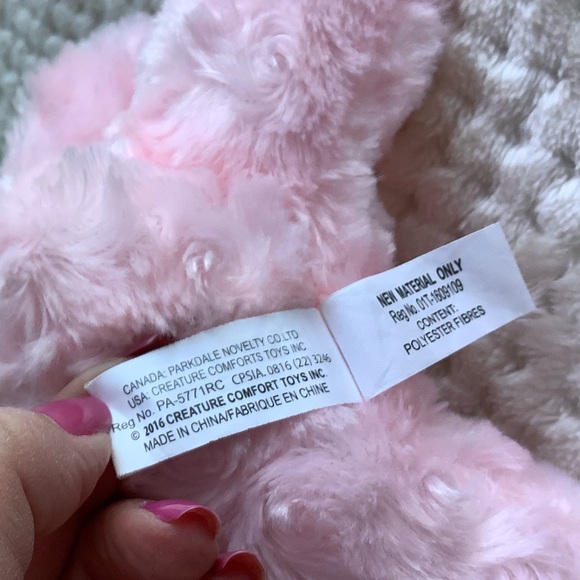 CANADA: PARKDALE NOVELTY CO.LTD
USA: CREATURE COMFORTS TOYS INC
Reg No. PA-5771RC CPSIA. 0816 (22) 3246
© 2016 CREATURE COMFORT TOYS INC.
MADE IN CHINA/FABRIQUE EN CHINE
NEW MATERIAL ONLY
Reg No. 01T-1609109
CONTENT:
POLYESTER FIBRES